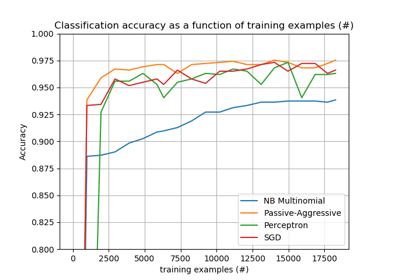 Classification accuracy as a function of training examples (#)
1.000
0.975
0.950
0.925
0.900
0.875
0.850
0.825
0.800
Accuracy
0 2500 5000 7500 10000 12500 15000 17500
training examples (#)
NB Multinomial
Passive-Aggressive
Perceptron
SGD